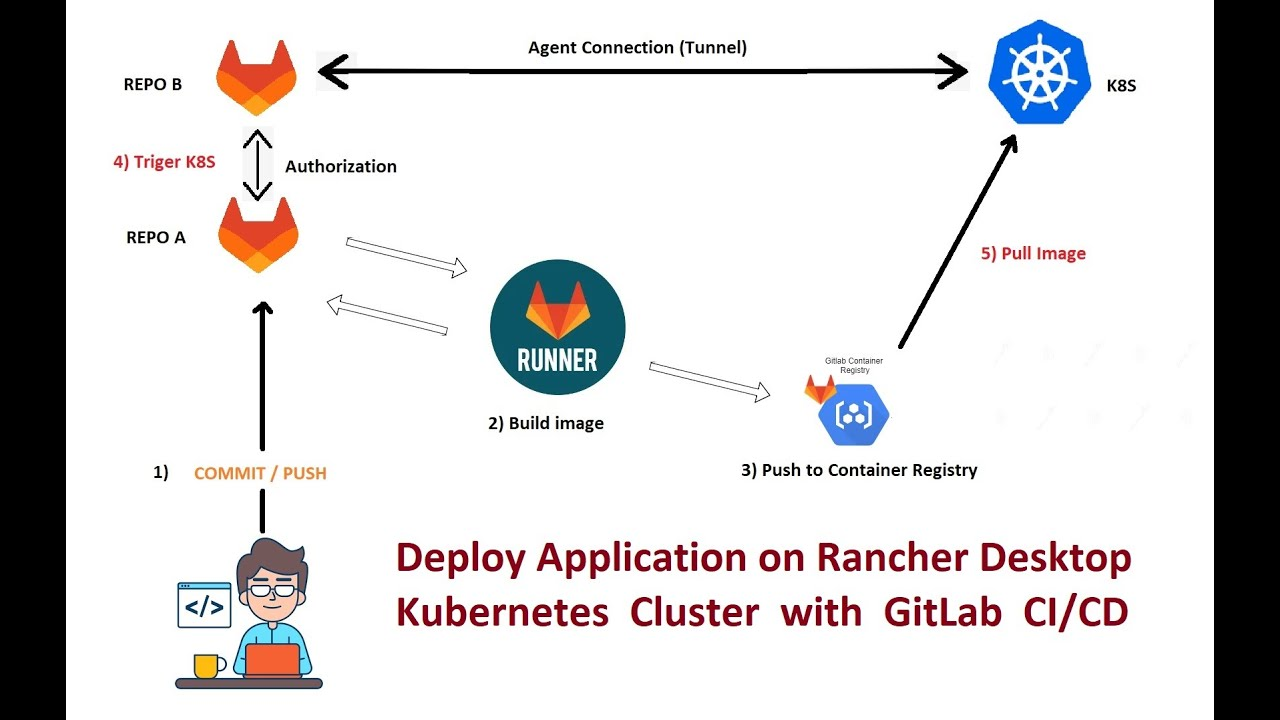 Agent Connection (Tunnel)
REPO B
K8S
4) Triger K8S
Authorization
REPO A
5) Pull Image
RUNNER
Gitlab Container
Registry
2) Build image
3) Push to Container Registry
1) COMMIT / PUSH
</>
Deploy Application on Rancher Desktop
Kubernetes Cluster with GitLab CI/CD